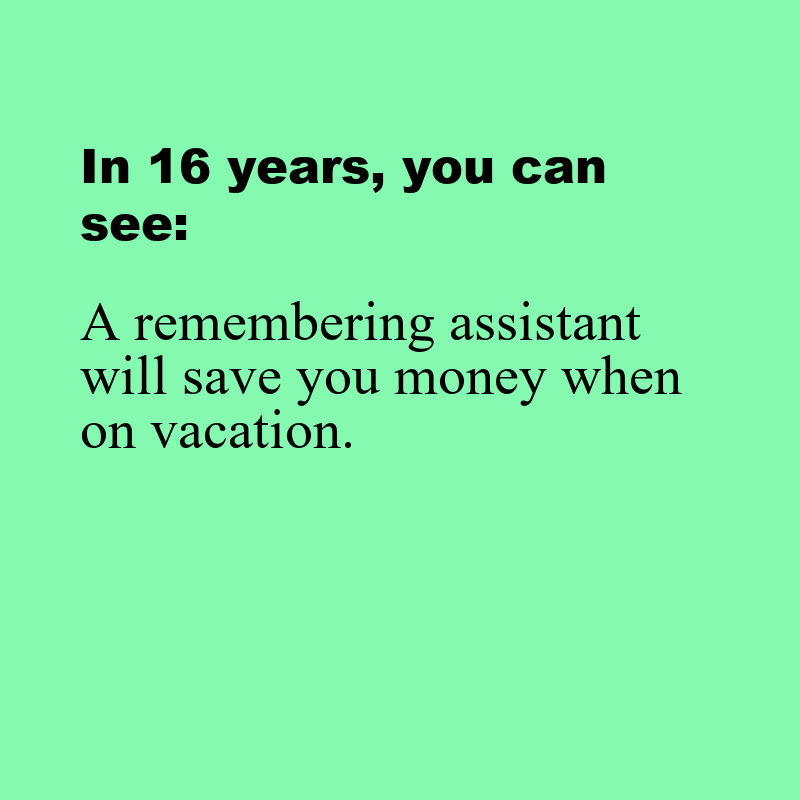 In 16 years, you can
see:
A remembering assistant
will save you money when
on vacation.